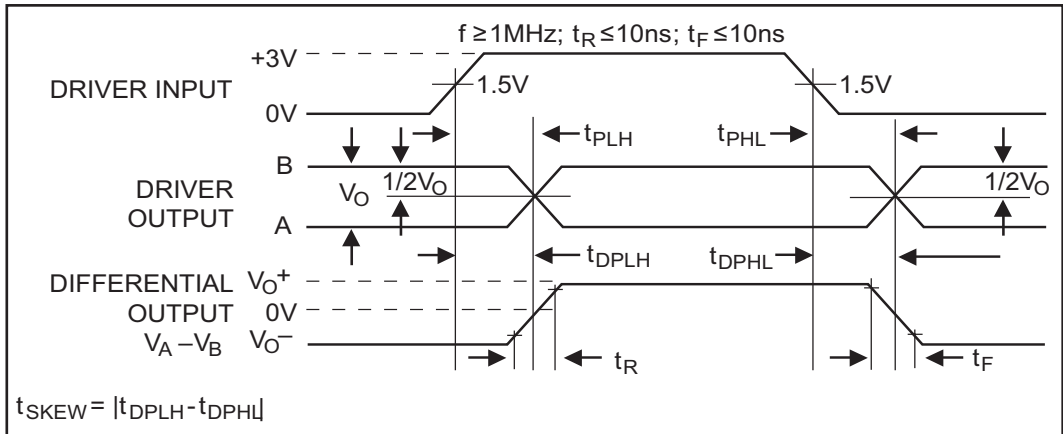 f ≥ 1MHz; tR ≤ 10ns; tF ≤ 10ns
+3V
DRIVER INPUT
1.5V
1.5V
0V
tPLH
tPHL
B
DRIVER OUTPUT
VO
1/2VO
1/2VO
A
tDPLH
tDPHL
DIFFERENTIAL OUTPUT
VA –VB
VO+
0V
VO–
tR
tF
tSKEW = |tDPLH - tDPHL|